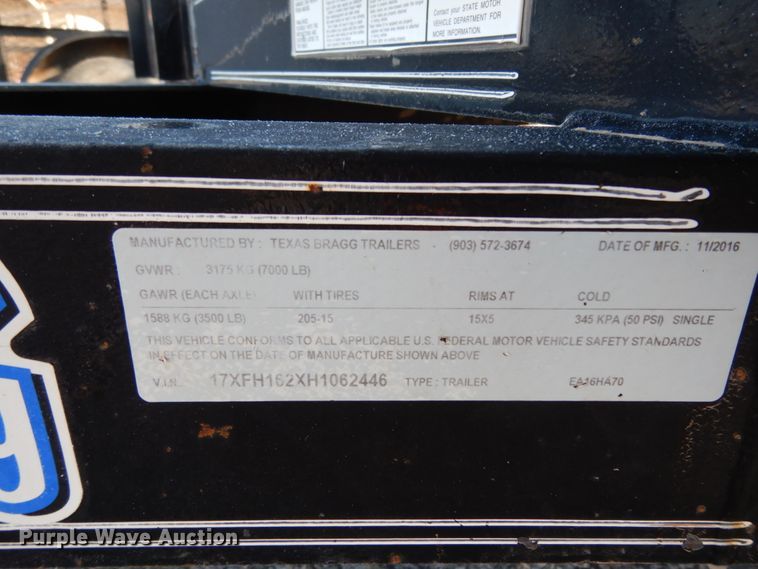 Contact your STATE MOTOR
VEHICLE DEPARTMENT FOR
MORE INFORMATION.
MANUFACTURED BY : TEXAS BRAGG TRAILERS (903) 572-3674 DATE OF MFG. : 11/2016
GVWR : 3175 KG (7000 LB)
GAWR (EACH AXLE) WITH TIRES RIMS AT COLD
1588 KG (3500 LB) 205-15 15X5 345 KPA (50 PSI) SINGLE
THIS VEHICLE CONFORMS TO ALL APPLICABLE U.S. FEDERAL MOTOR VEHICLE SAFETY STANDARDS
IN EFFECT ON THE DATE OF MANUFACTURE SHOWN ABOVE
V.I.N. 17XFH162XH1062446 TYPE : TRAILER EA16HA70
Purple Wave Auction